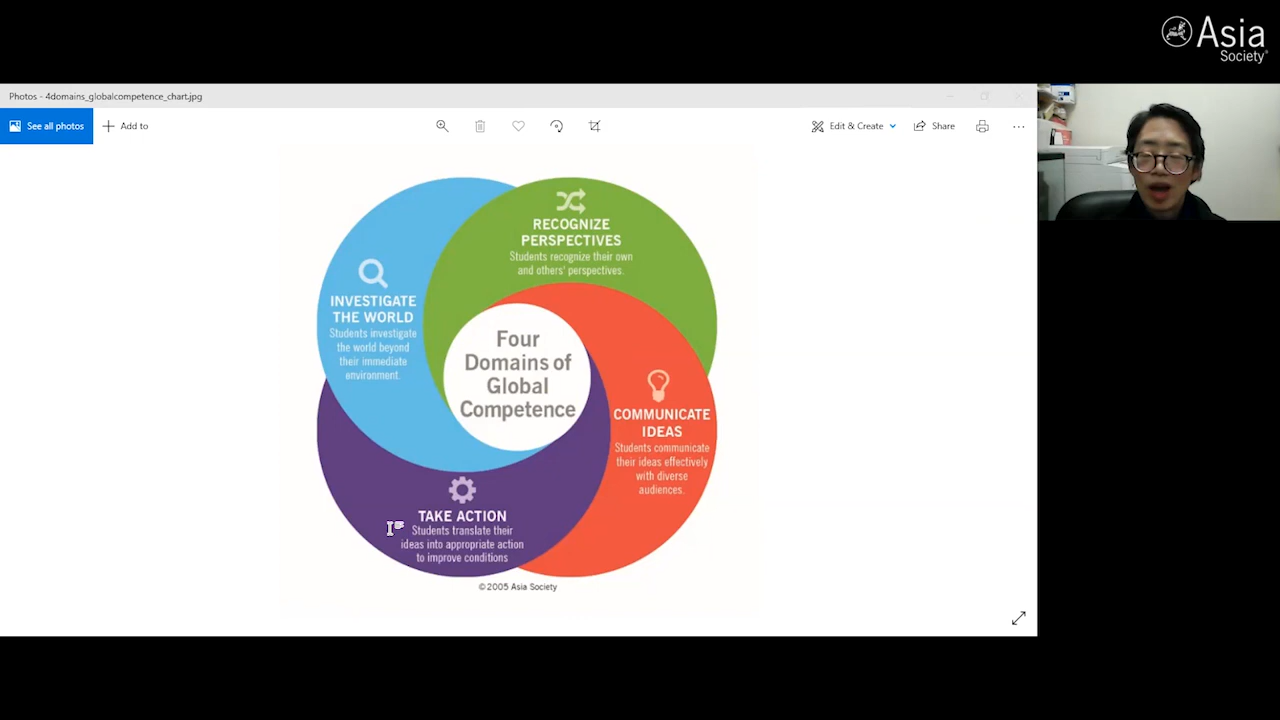 Asia
Society®
Photos - 4domains_globalcompetence_chart.jpg
See all photos
Add to
Edit & Create
Share
RECOGNIZE
PERSPECTIVES
Students recognize their own
and others' perspectives.
INVESTIGATE
THE WORLD
Students investigate
the world beyond
their immediate
environment.
Four
Domains of
Global
Competence
COMMUNICATE
IDEAS
Students communicate
their ideas effectively
with diverse
audiences.
TAKE ACTION
Students translate their
ideas into appropriate action
to improve conditions
©2005 Asia Society